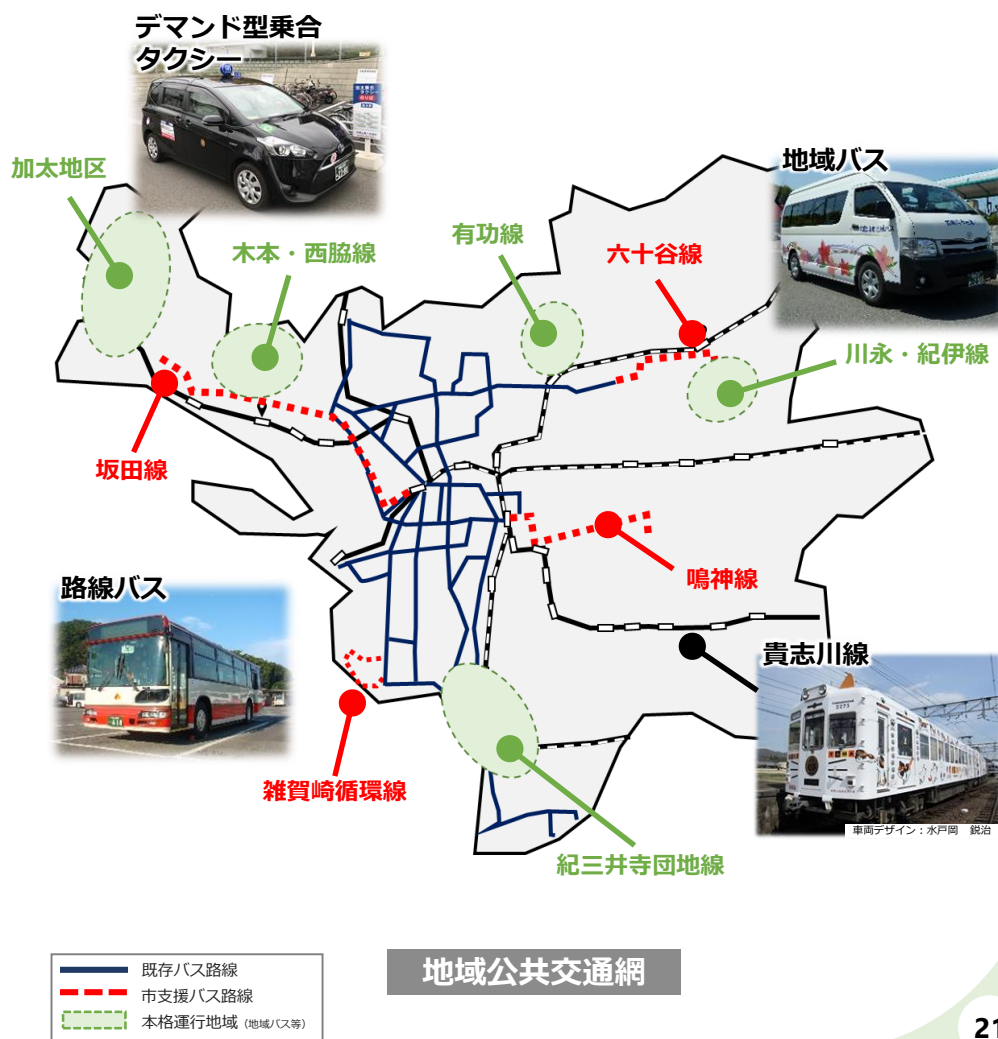 デマンド型乗合
タクシー
加太地区
木本・西脇線
有功線
六十谷線
地域バス
川永・紀伊線
坂田線
鳴神線
路線バス
貴志川線
雑賀崎循環線
車両デザイン：水戸岡　鋭治
紀三井寺団地線
地域公共交通網
既存バス路線
市支援バス路線
本格運行地域（地域バス等）
21